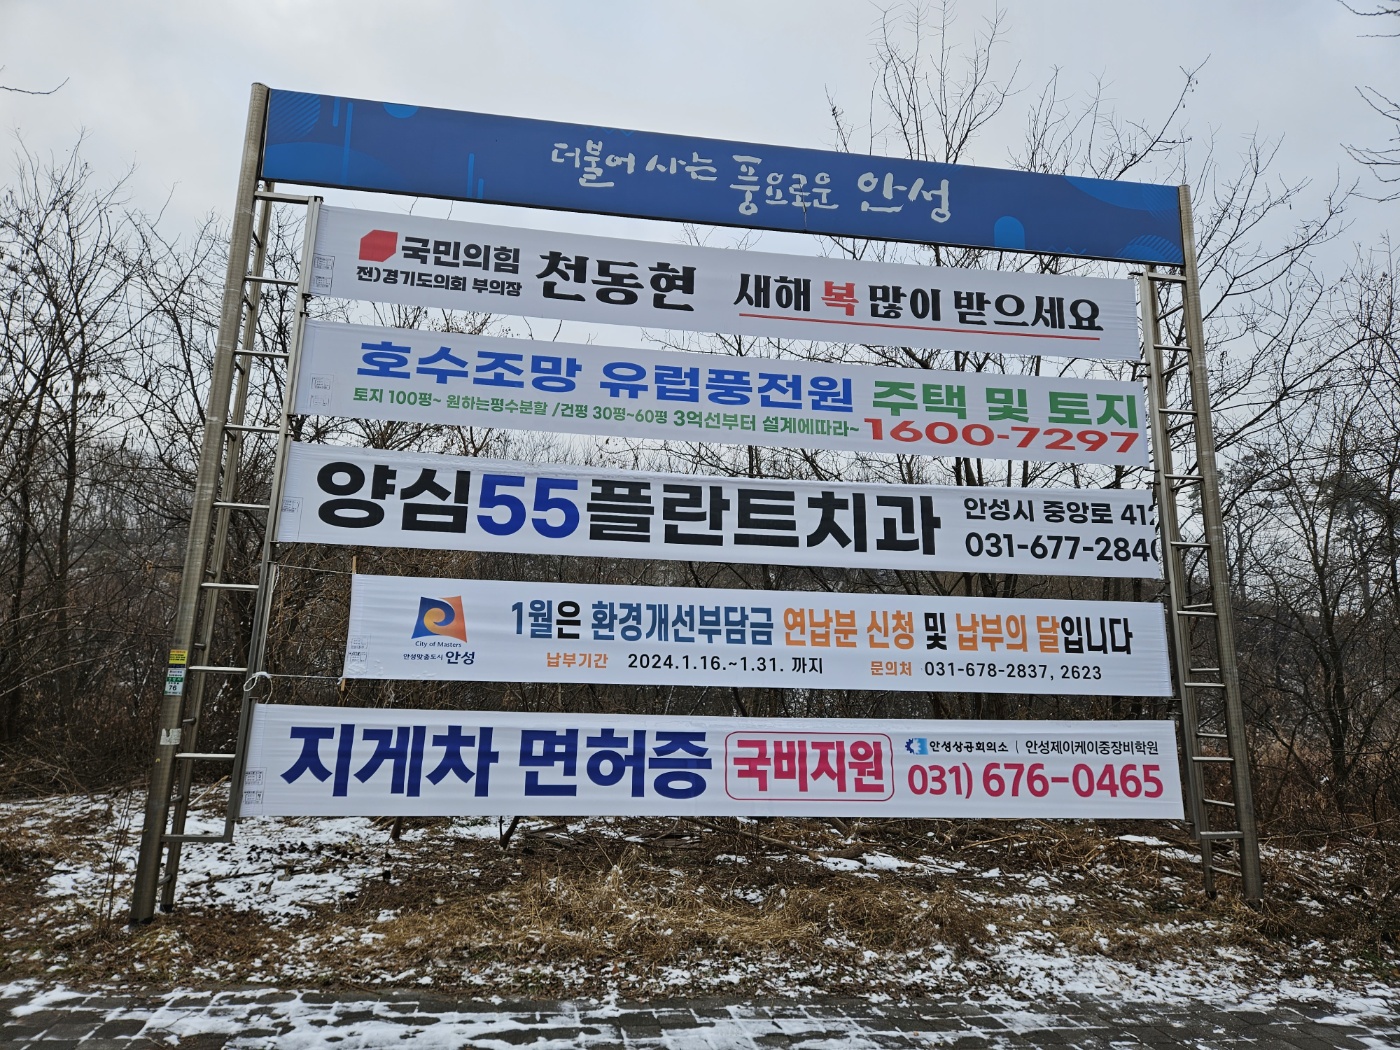 더불어 사는 풍요로운 안성
국민의힘
전)경기도의회 부의장
천동현
새해 복 많이 받으세요
호수조망 유럽풍전원 주택 및 토지
토지 100평~ 원하는평수분할 /건평 30평~60평 3억선부터 설계에따라~
1600-7297
양심55플란트치과
안성시 중앙로 412
031-677-2840
City of Masters
안성맞춤도시 안성
1월은 환경개선부담금 연납분 신청 및 납부의 달입니다
납부기간 2024.1.16.~1.31. 까지
문의처 031-678-2837, 2623
지게차 면허증 국비지원
안성상공회의소 | 안성제이케이중장비학원
031) 676-0465
76